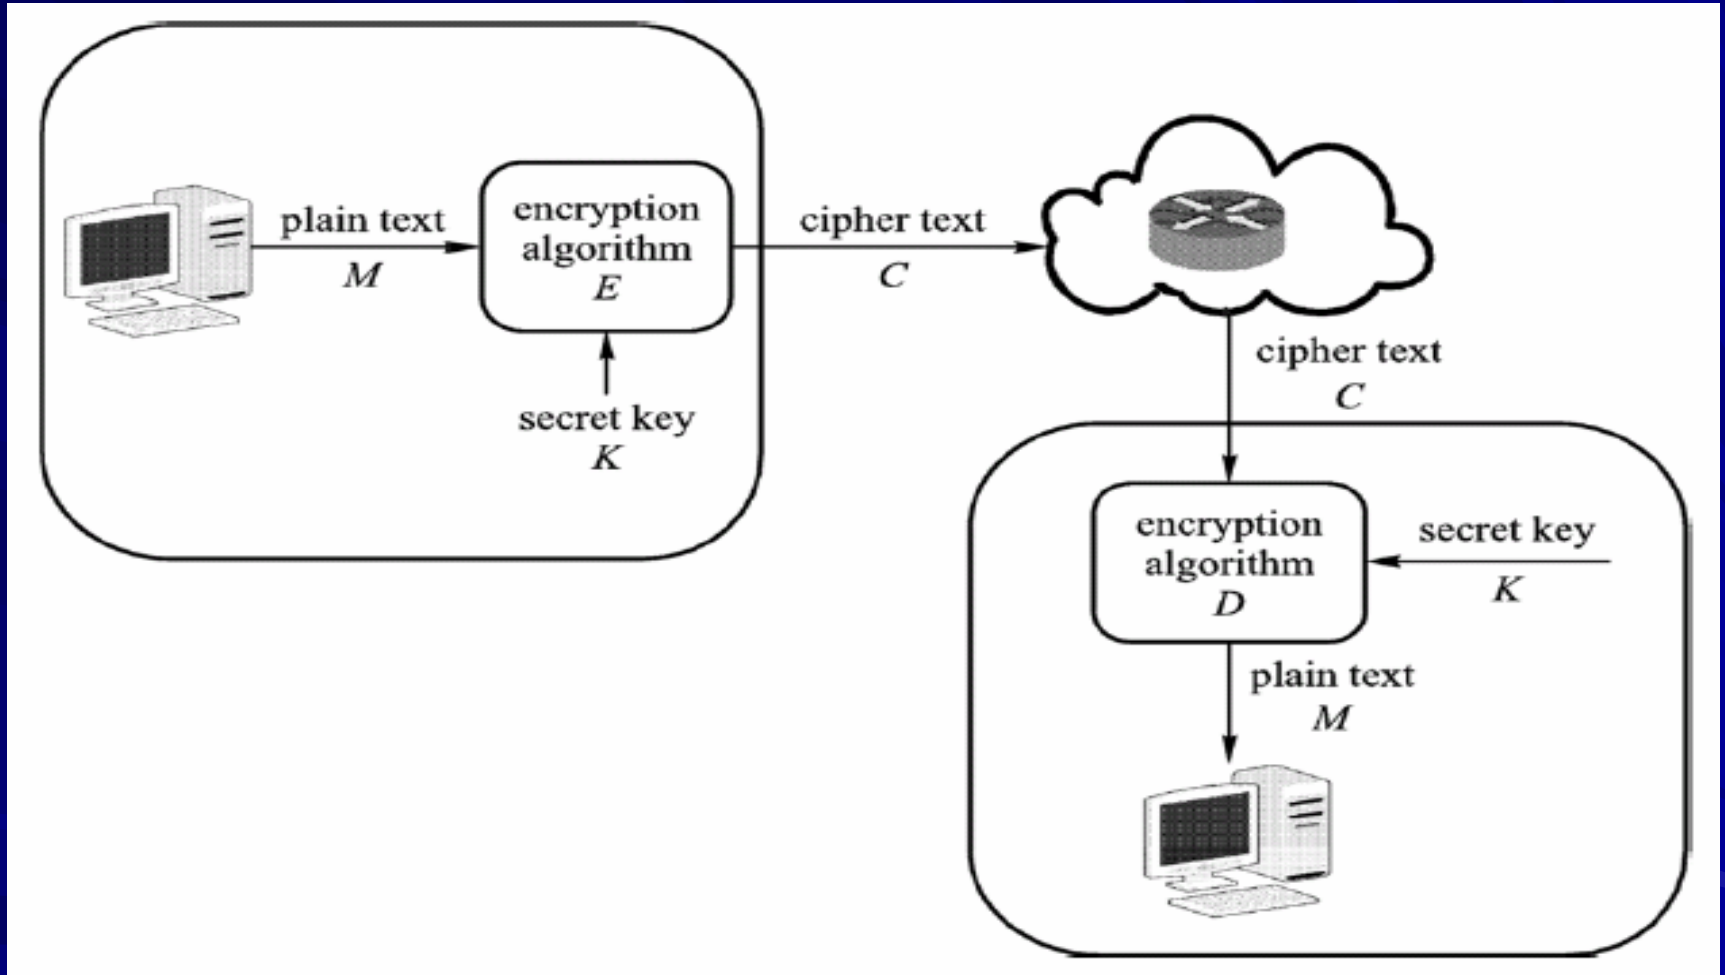 plain text
M
encryption
algorithm
E
secret key
K
cipher text
C
cipher text
C
encryption
algorithm
D
secret key
K
plain text
M